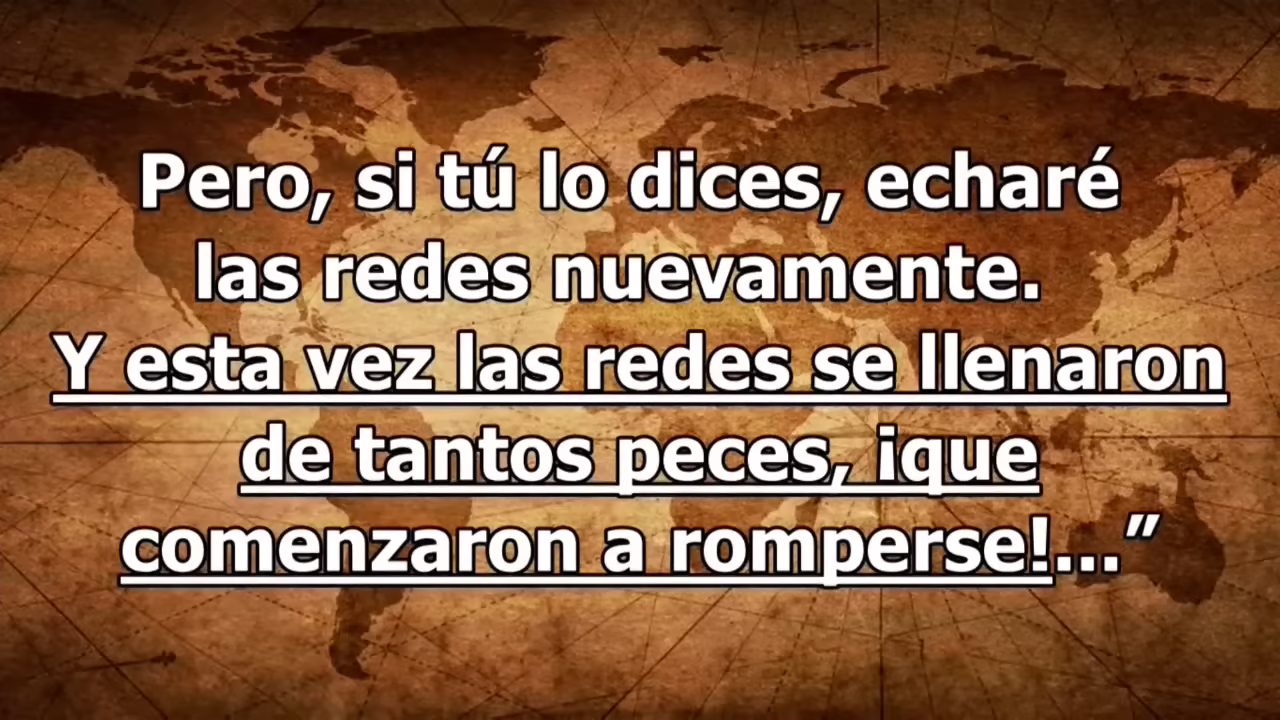 Pero, si tú lo dices, echaré
las redes nuevamente.
Y esta vez las redes se llenaron
de tantos peces, ¡que
comenzaron a romperse!...”